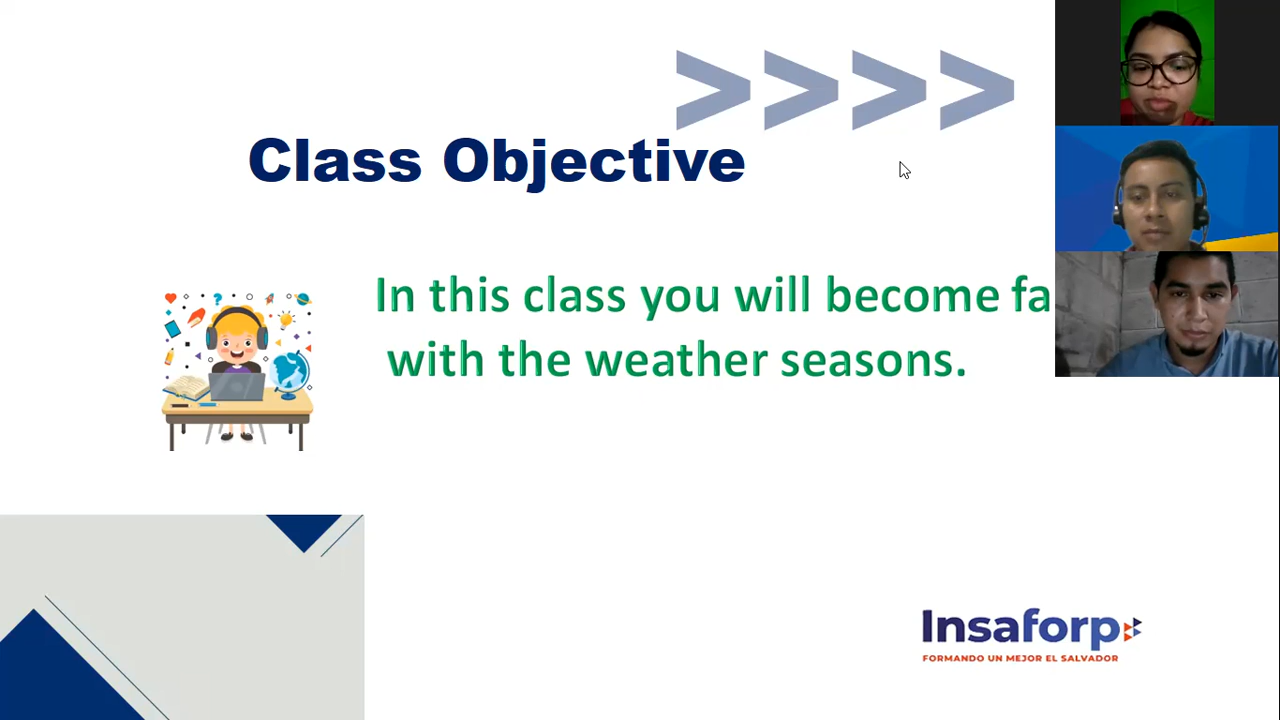 >>>>
Class Objective
In this class you will become fa
with the weather seasons.
Insaforp
FORMANDO UN MEJOR EL SALVADOR